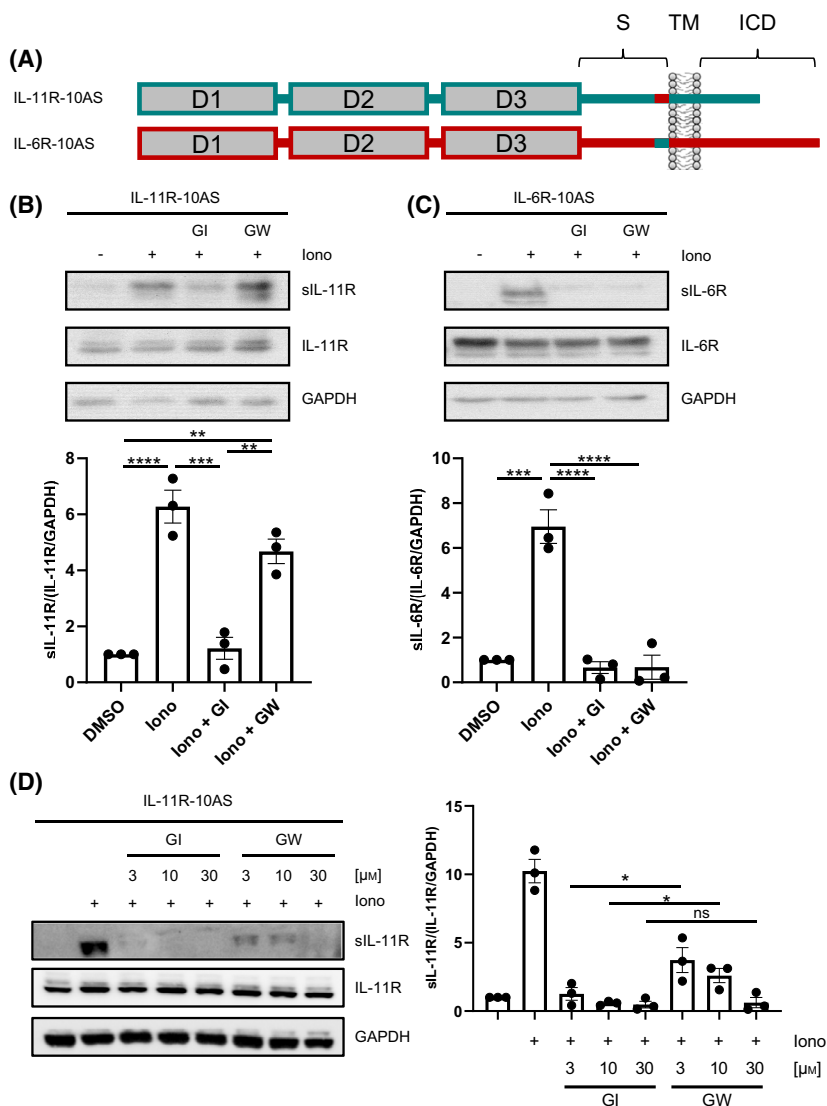 S TM ICD
(A)
IL-11R-10AS D1 D2 D3
IL-6R-10AS D1 D2 D3
(B)
IL-11R-10AS
GI GW
- + + + Iono
sIL-11R
IL-11R
GAPDH
sIL-11R/(IL-11R/GAPDH)
8
6
4
2
0
**
**** *** **
DMSO Iono Iono + GI Iono + GW
(C)
IL-6R-10AS
GI GW
- + + + Iono
sIL-6R
IL-6R
GAPDH
sIL-6R/(IL-6R/GAPDH)
10
8
6
4
2
0
****
*** ****
DMSO Iono Iono + GI Iono + GW
(D)
IL-11R-10AS
GI GW
3 10 30 3 10 30 [μM]
+ + + + + + + Iono
sIL-11R
IL-11R
GAPDH
sIL-11R/(IL-11R/GAPDH)
15
10
5
0
*
*
ns
+ + + + + + + Iono
3 10 30 3 10 30 [μM]
GI GW